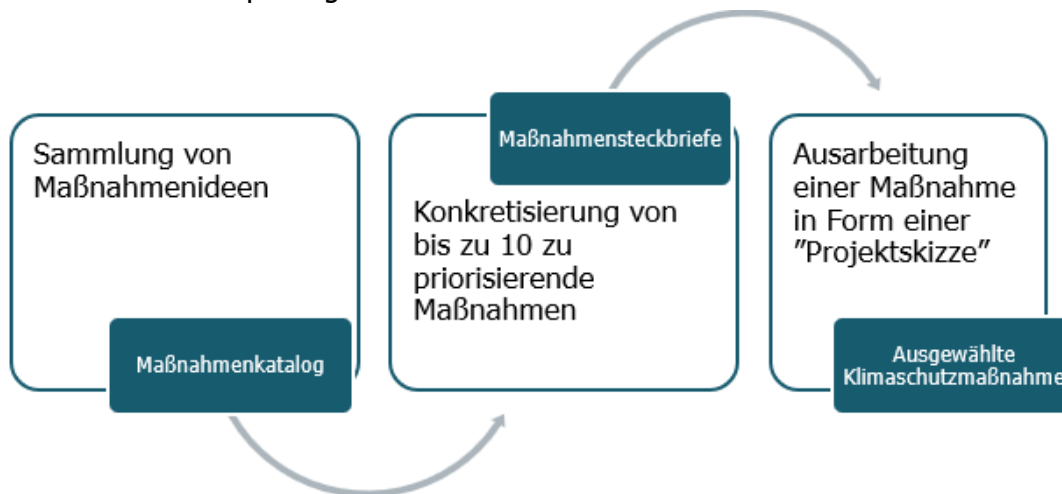 Sammlung von
Maßnahmenideen
Maßnahmenkatalog
Maßnahmensteckbriefe
Konkretisierung von
bis zu 10 zu
priorisierende
Maßnahmen
Ausarbeitung
einer Maßnahme
in Form einer
”Projektskizze”
Ausgewählte
Klimaschutzmaßnahme